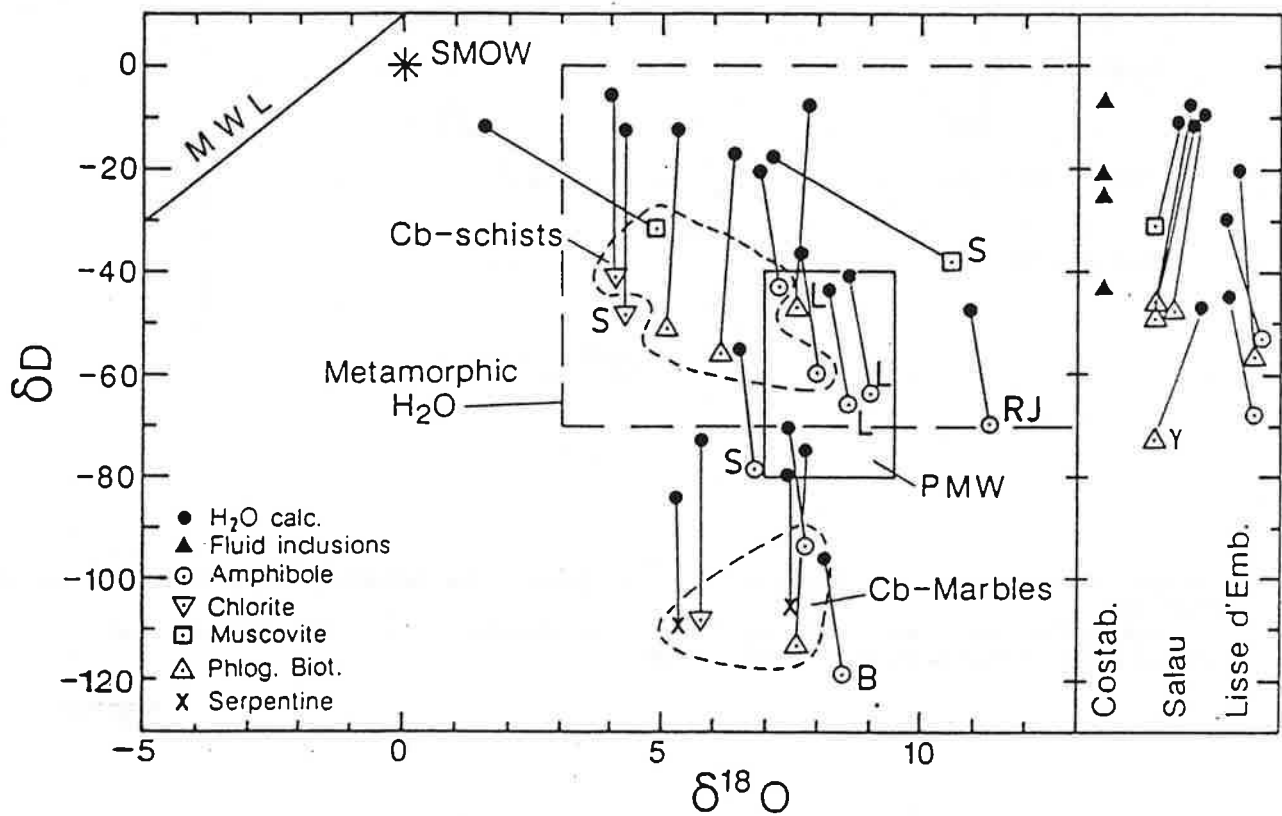 0
-20
-40
-60
-80
-100
-120
δD
-5
0
5
10
δ18O
MWL
SMOW
Cb-schists
S
Metamorphic
H2O
S
L
L
L
S
RJ
PMW
Cb-Marbles
B
H2O calc.
Fluid inclusions
Amphibole
Chlorite
Muscovite
Phlog. Biot.
Serpentine
Y
Costab.
Salau
Lisse d'Emb.